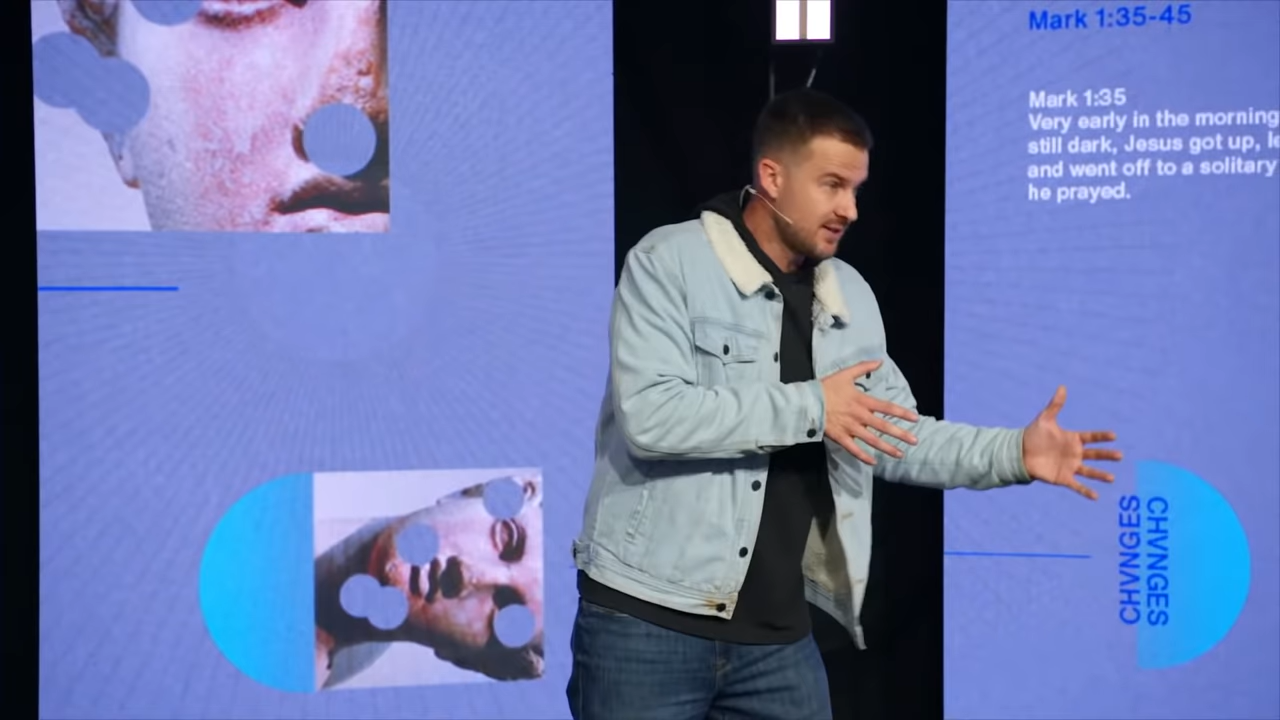 Mark 1:35-45
Mark 1:35
Very early in the morning
still dark, Jesus got up,
and went off to a solitary
he prayed.
CHVNGES
CHVNGES